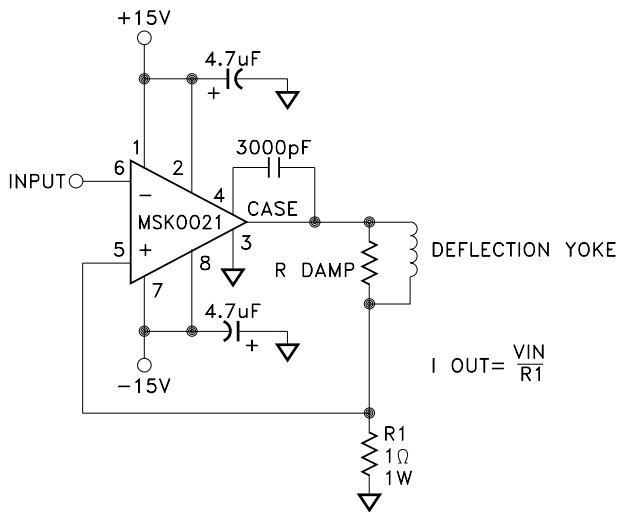 +15V
4.7uF
+
1
2
3000pF
6
INPUT
−
4
CASE
MSK0021
5
+
3
R DAMP
DEFLECTION YOKE
8
7
4.7uF
+
−15V
I OUT= VIN
R1
R1
1Ω
1W